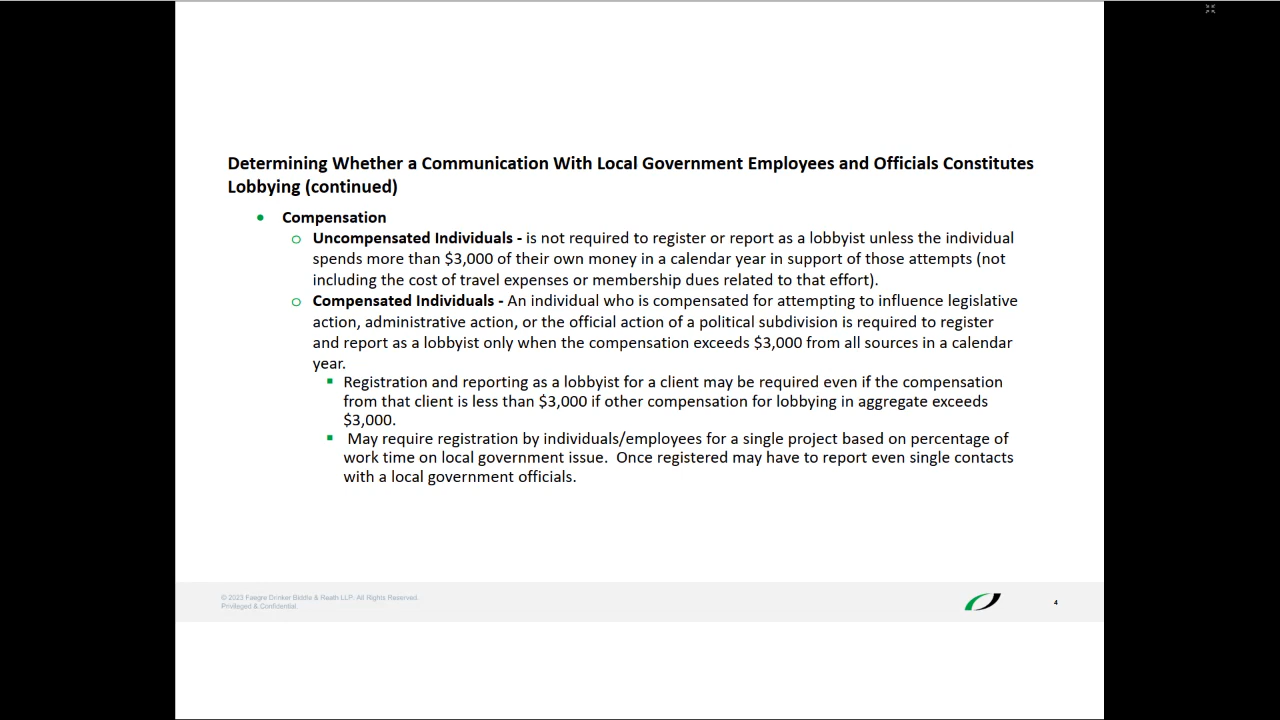 Determining Whether a Communication With Local Government Employees and Officials Constitutes
Lobbying (continued)
• Compensation
o Uncompensated Individuals - is not required to register or report as a lobbyist unless the individual
spends more than $3,000 of their own money in a calendar year in support of those attempts (not
including the cost of travel expenses or membership dues related to that effort).
o Compensated Individuals - An individual who is compensated for attempting to influence legislative
action, administrative action, or the official action of a political subdivision is required to register
and report as a lobbyist only when the compensation exceeds $3,000 from all sources in a calendar
year.
▪ Registration and reporting as a lobbyist for a client may be required even if the compensation
from that client is less than $3,000 if other compensation for lobbying in aggregate exceeds
$3,000.
▪ May require registration by individuals/employees for a single project based on percentage of
work time on local government issue.  Once registered may have to report even single contacts
with a local government officials.
© 2023 Faegre Drinker Biddle & Reath LLP. All Rights Reserved.
Privileged & Confidential.
4